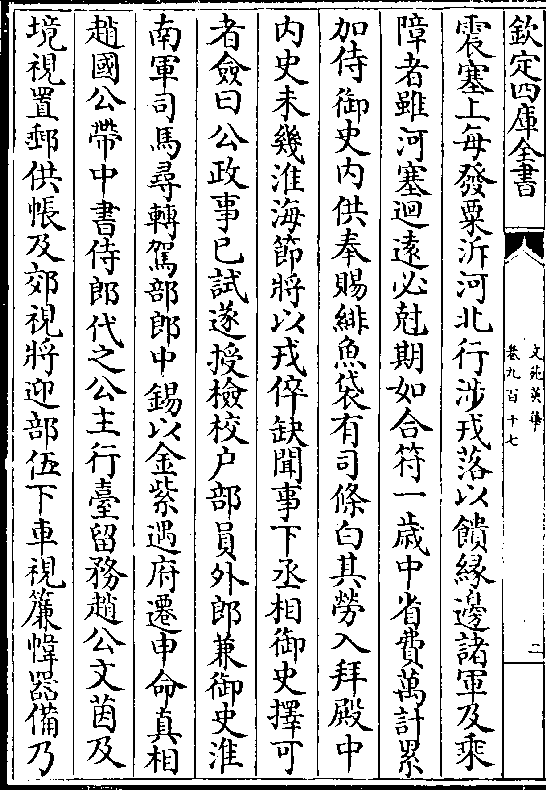 欽定四庫全書
文苑英華
卷九百十七
二
震塞上每發粟泝河北行涉戎落以饋緣邊諸軍及乘
障者雖河塞迴遠必尅期如合符一歲中省費萬計累
加侍御史内供奉賜緋魚袋有司條白其勞入拜殿中
内史未幾淮海節將以戎倅缺聞事下丞相御史擇可
者僉曰公政事已試遂授檢校户部員外郎兼御史淮
南軍司馬尋轉駕部郎中錫以金紫遇府遷申命真相
趙國公帶中書侍郎代之公主行臺留務趙公文茵及
境視置郵供帳及郊視將迎部伍下車視簾幃器備乃